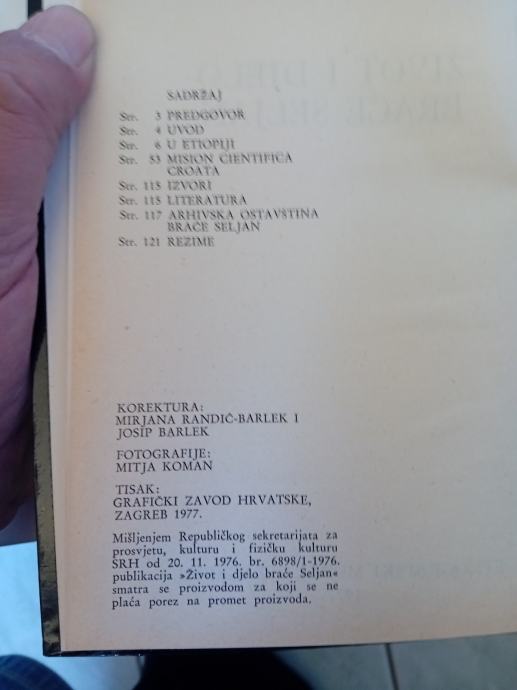 SADRŽAJ
Str. 3 PREDGOVOR
Str. 4 UVOD
Str. 6 U ETIOPIJI
Str. 53 MISION CIENTIFICA
CROATA
Str. 115 IZVORI
Str. 115 LITERATURA
Str. 117 ARHIVSKA OSTAVŠTINA
BRAĆE SELJAN
Str. 121 REZIME
KOREKTURA:
MIRJANA RANDIĆ-BARLEK I
JOSIP BARLEK
FOTOGRAFIJE:
MITJA KOMAN
TISAK:
GRAFIČKI ZAVOD HRVATSKE,
ZAGREB 1977.
Mišljenjem Republičkog sekretarijata za
prosvjetu, kulturu i fizičku kulturu
SRH od 20. 11. 1976. br. 6898/1-1976.
publikacija »Život i djelo braće Seljan«
smatra se proizvodom za koji se ne
plaća porez na promet proizvoda.